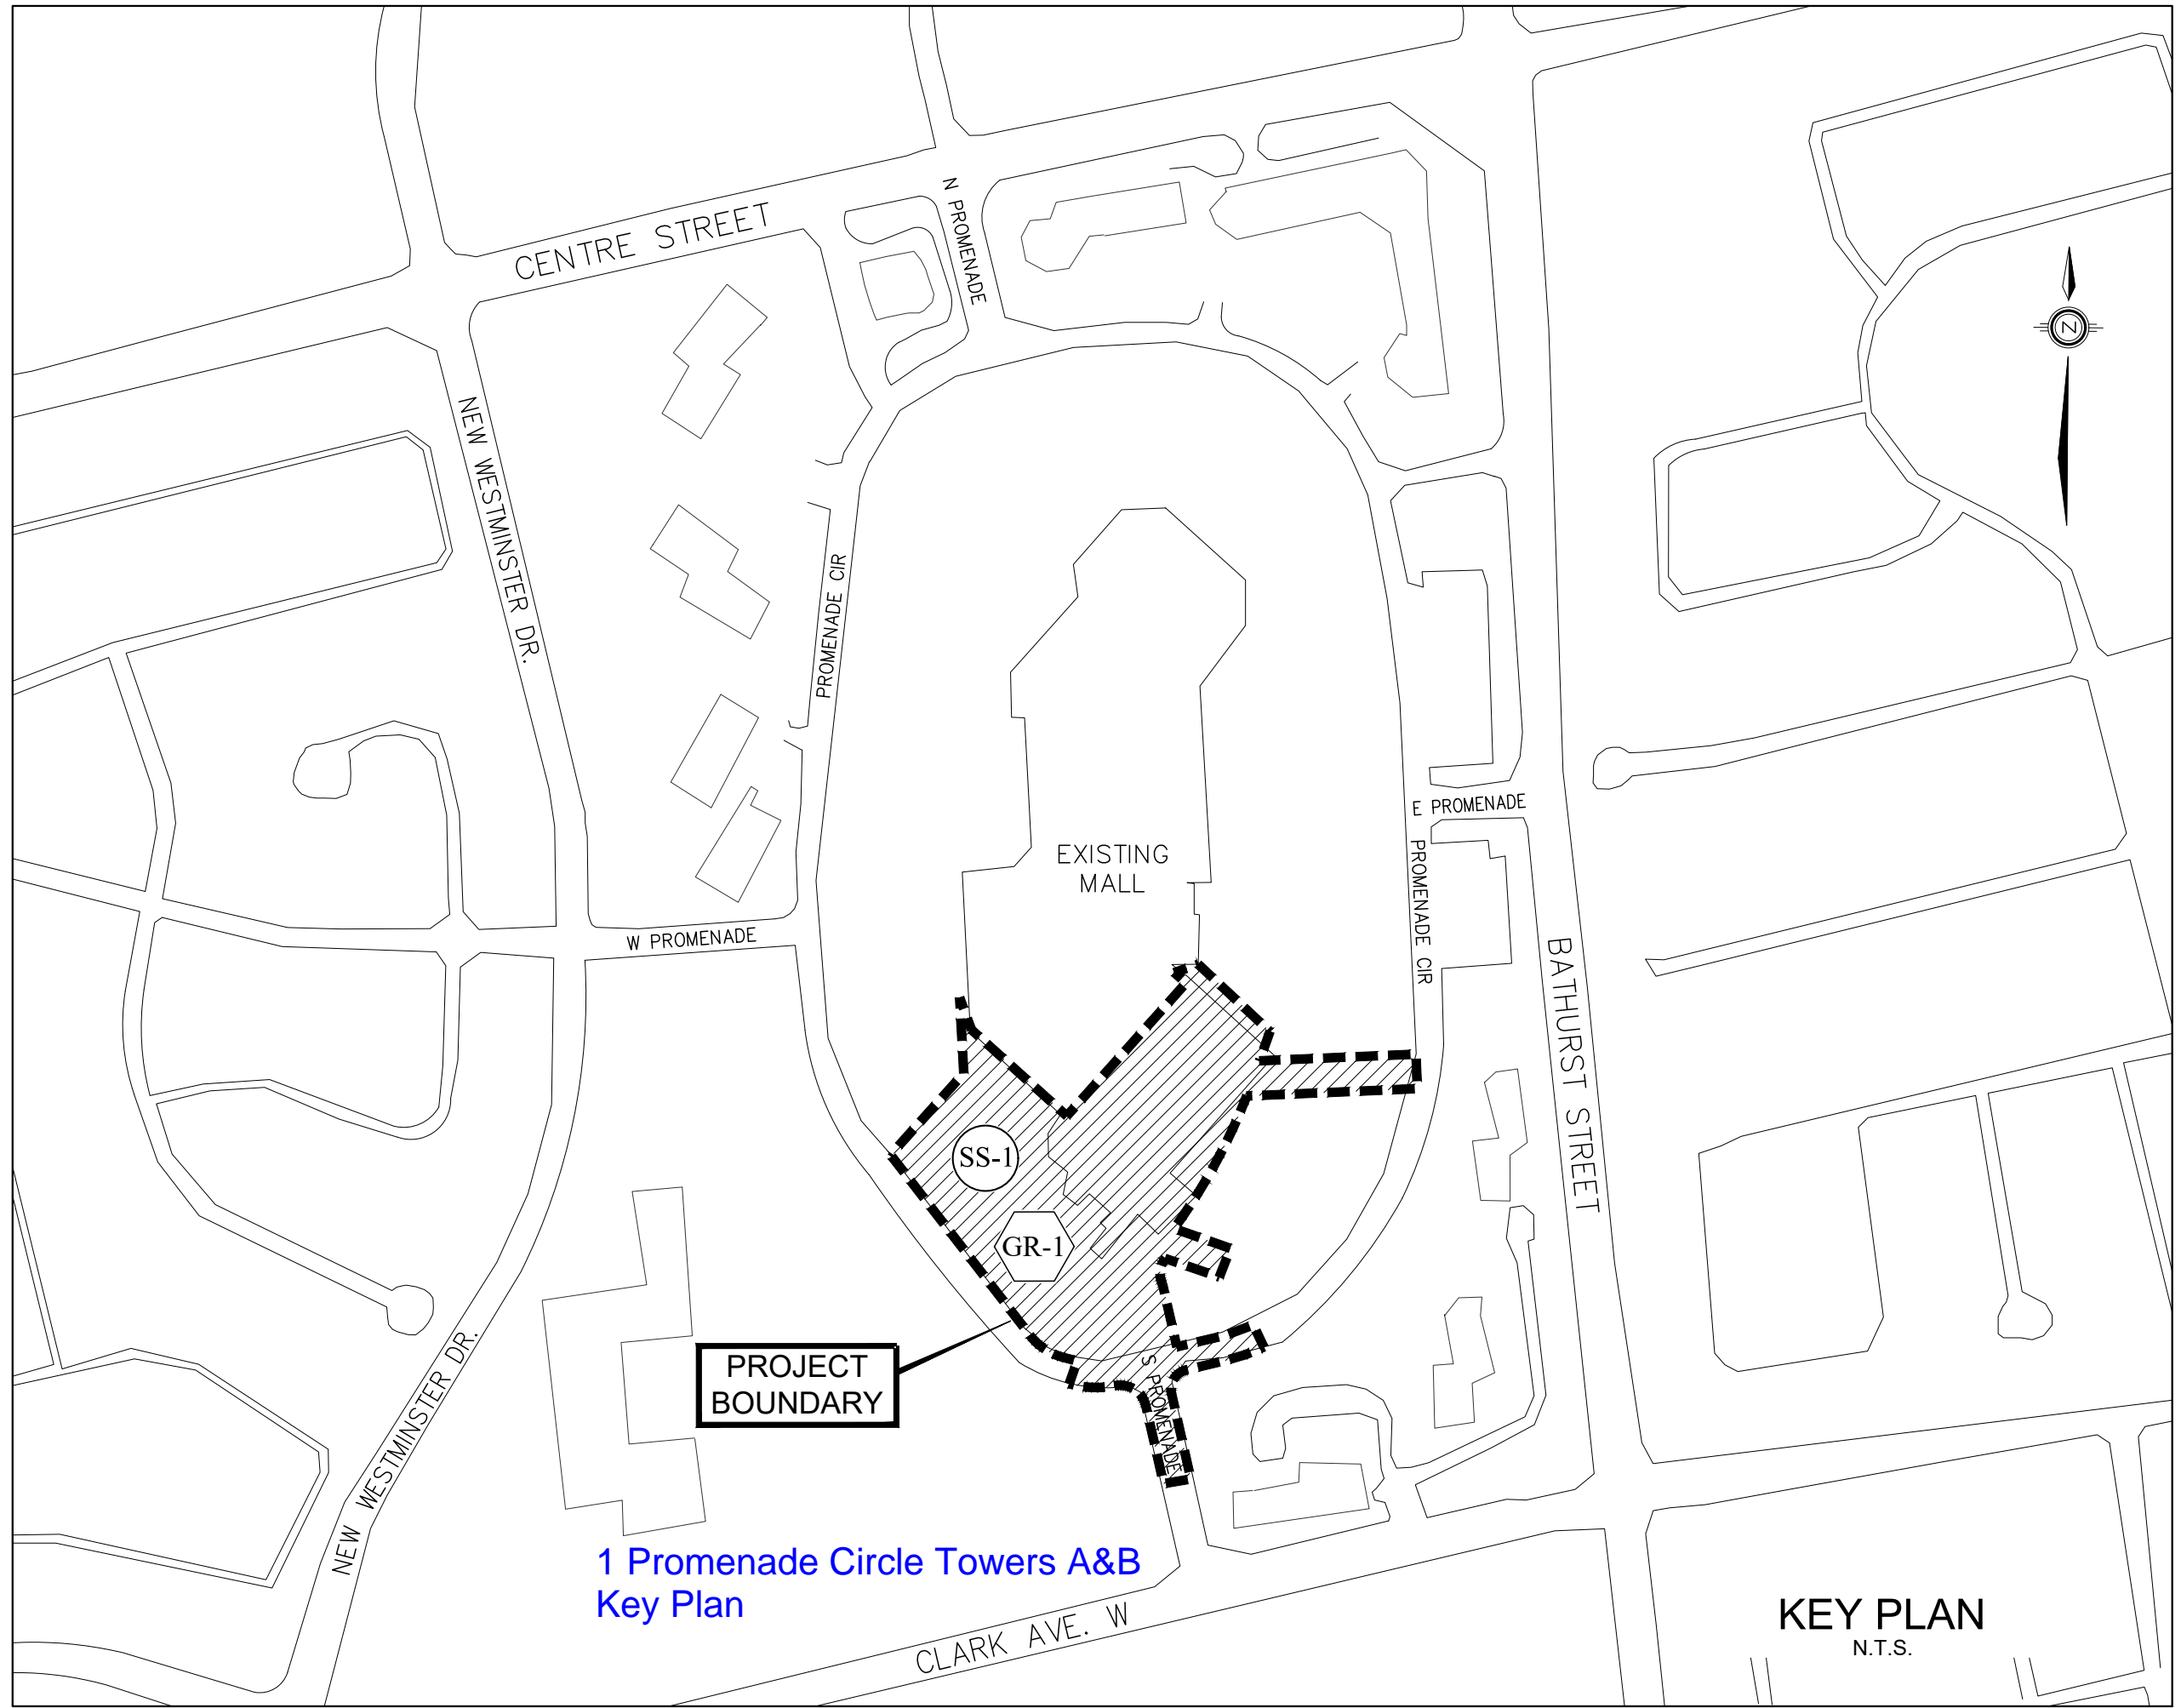 CENTRE STREET
N PROMENADE
NEW WESTMINSTER DR.
PROMENADE CIR
E PROMENADE
EXISTING
MALL
PROMENADE CIR
W PROMENADE
BATHURST STREET
SS-1
GR-1
PROJECT
BOUNDARY
S PROMENADE
NEW WESTMINSTER DR.
1 Promenade Circle Towers A&B
Key Plan
CLARK AVE. W
KEY PLAN
N.T.S.
N